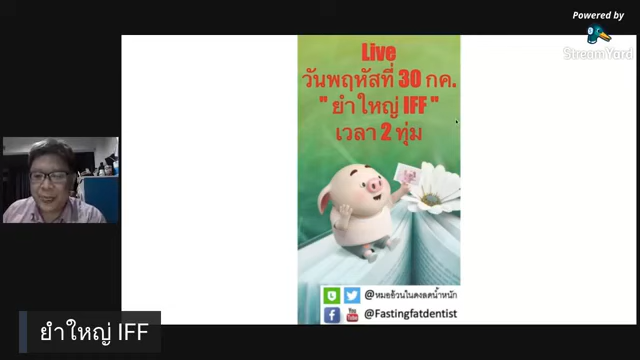 Powered by
StreamYard
Live
วันพฤหัสที่ 30 กค.
" ยำใหญ่ IFF "
เวลา 2 ทุ่ม
@หมออ้วนในดงลดน้ำหนัก
@Fastingfatdentist
ยำใหญ่ IFF